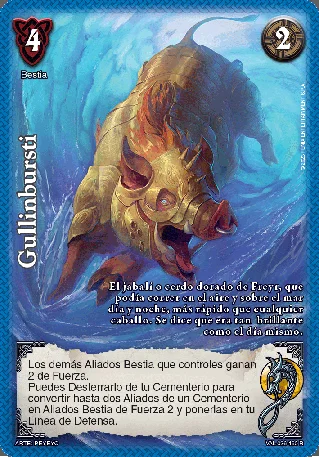 4
2
Bestia
Gullinbursti
El jabalí o cerdo dorado de Freyr, que
podía correr en el aire y sobre el mar
día y noche, más rápido que cualquier
caballo. Se dice que era tan brillante
como el día mismo.
Los demás Aliados Bestia que controles ganan
2 de Fuerza.
Puedes Desterrarlo de tu Cementerio para
convertir hasta dos Aliados de un Cementerio
en Aliados Bestia de Fuerza 2 y ponerlas en tu
Línea de Defensa.